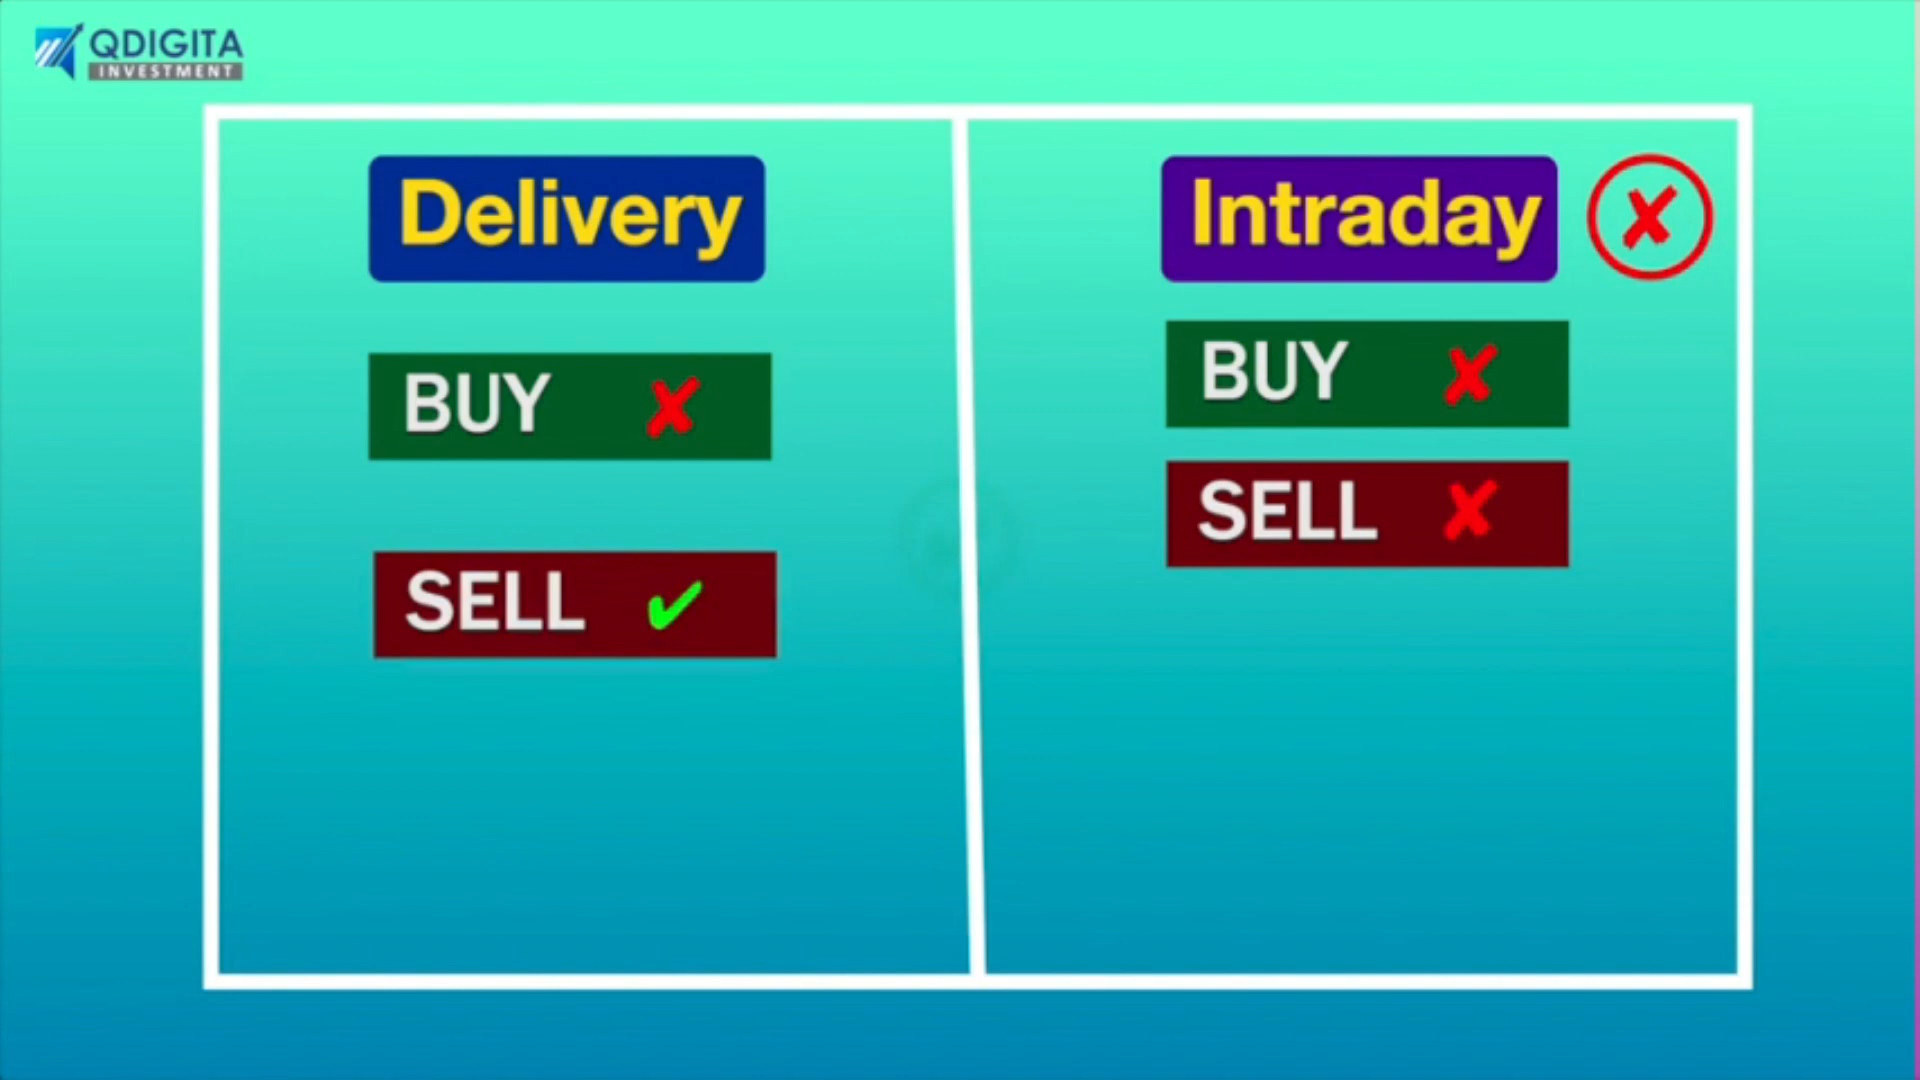 QDIGITA
INVESTMENT
Delivery
BUY ✘
SELL ✔
Intraday ✘
BUY ✘
SELL ✘